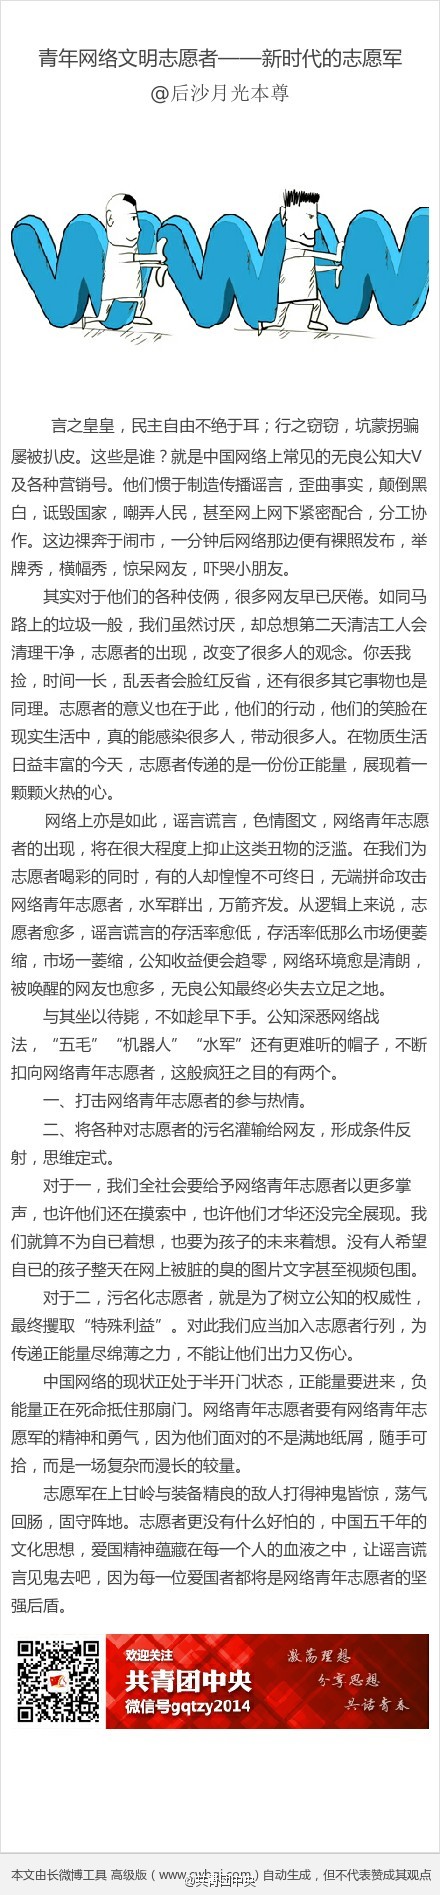 青年网络文明志愿者——新时代的志愿军
@后沙月光本尊
言之皇皇，民主自由不绝于耳；行之窃窃，坑蒙拐骗
屡被扒皮。这些是谁？就是中国网络上常见的无良公知大V
及各种营销号。他们惯于制造传播谣言，歪曲事实，颠倒黑
白，诋毁国家，嘲弄人民，甚至网上网下紧密配合，分工协
作。这边裸奔于闹市，一分钟后网络那边便有裸照发布，举
牌秀，横幅秀，惊呆网友，吓哭小朋友。
其实对于他们的各种伎俩，很多网友早已厌倦。如同马
路上的垃圾一般，我们虽然讨厌，却总想第二天清洁工人会
清理干净，志愿者的出现，改变了很多人的观念。你丢我
捡，时间一长，乱丢者会脸红反省，还有很多其它事物也是
同理。志愿者的意义也在于此，他们的行动，他们的笑脸在
现实生活中，真的能感染很多人，带动很多人。在物质生活
日益丰富的今天，志愿者传递的是一份份正能量，展现着一
颗颗火热的心。
网络上亦是如此，谣言谎言，色情图文，网络青年志愿
者的出现，将在很大程度上抑止这类丑物的泛滥。在我们为
志愿者喝彩的同时，有的人却惶惶不可终日，无端拼命攻击
网络青年志愿者，水军群出，万箭齐发。从逻辑上来说，志
愿者愈多，谣言谎言的存活率愈低，存活率低那么市场便萎
缩，市场一萎缩，公知收益便会趋零，网络环境愈是清朗，
被唤醒的网友也愈多，无良公知最终必失去立足之地。
与其坐以待毙，不如趁早下手。公知深悉网络战
法，“五毛”“机器人”“水军”还有更难听的帽子，不断
扣向网络青年志愿者，这般疯狂之目的有两个。
一、打击网络青年志愿者的参与热情。
二、将各种对志愿者的污名灌输给网友，形成条件反
射，思维定式。
对于一，我们全社会要给予网络青年志愿者以更多掌
声，也许他们还在摸索中，也许他们才华还没完全展现。我
们就算不为自已着想，也要为孩子的未来着想。没有人希望
自已的孩子整天在网上被脏的臭的图片文字甚至视频包围。
对于二，污名化志愿者，就是为了树立公知的权威性，
最终攫取“特殊利益”。对此我们应当加入志愿者行列，为
传递正能量尽绵薄之力，不能让他们出力又伤心。
中国网络的现状正处于半开门状态，正能量要进来，负
能量正在死命抵住那扇门。网络青年志愿者要有网络青年志
愿军的精神和勇气，因为他们面对的不是满地纸屑，随手可
拾，而是一场复杂而漫长的较量。
志愿军在上甘岭与装备精良的敌人打得神鬼皆惊，荡气
回肠，固守阵地。志愿者更没有什么好怕的，中国五千年的
文化思想，爱国精神蕴藏在每一个人的血液之中，让谣言谎
言见鬼去吧，因为每一位爱国者都将是网络青年志愿者的坚
强后盾。
欢迎关注
共青团中央
微信号gqtzy2014
激荡理想
分享思想
共话青春
本文由长微博工具 高级版（www.cwbgj.com）自动生成，但不代表赞成其观点
@共青团中央